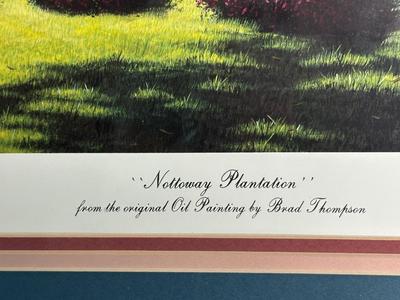 ``Nottoway Plantation''
from the original Oil Painting by Brad Thompson